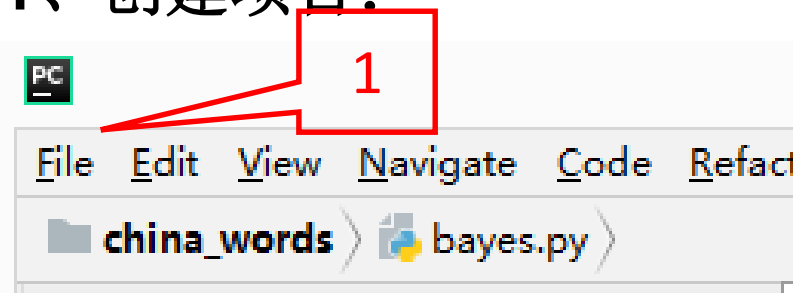 1、创建项目：
1
PC
File Edit View Navigate Code Refact
china_words bayes.py